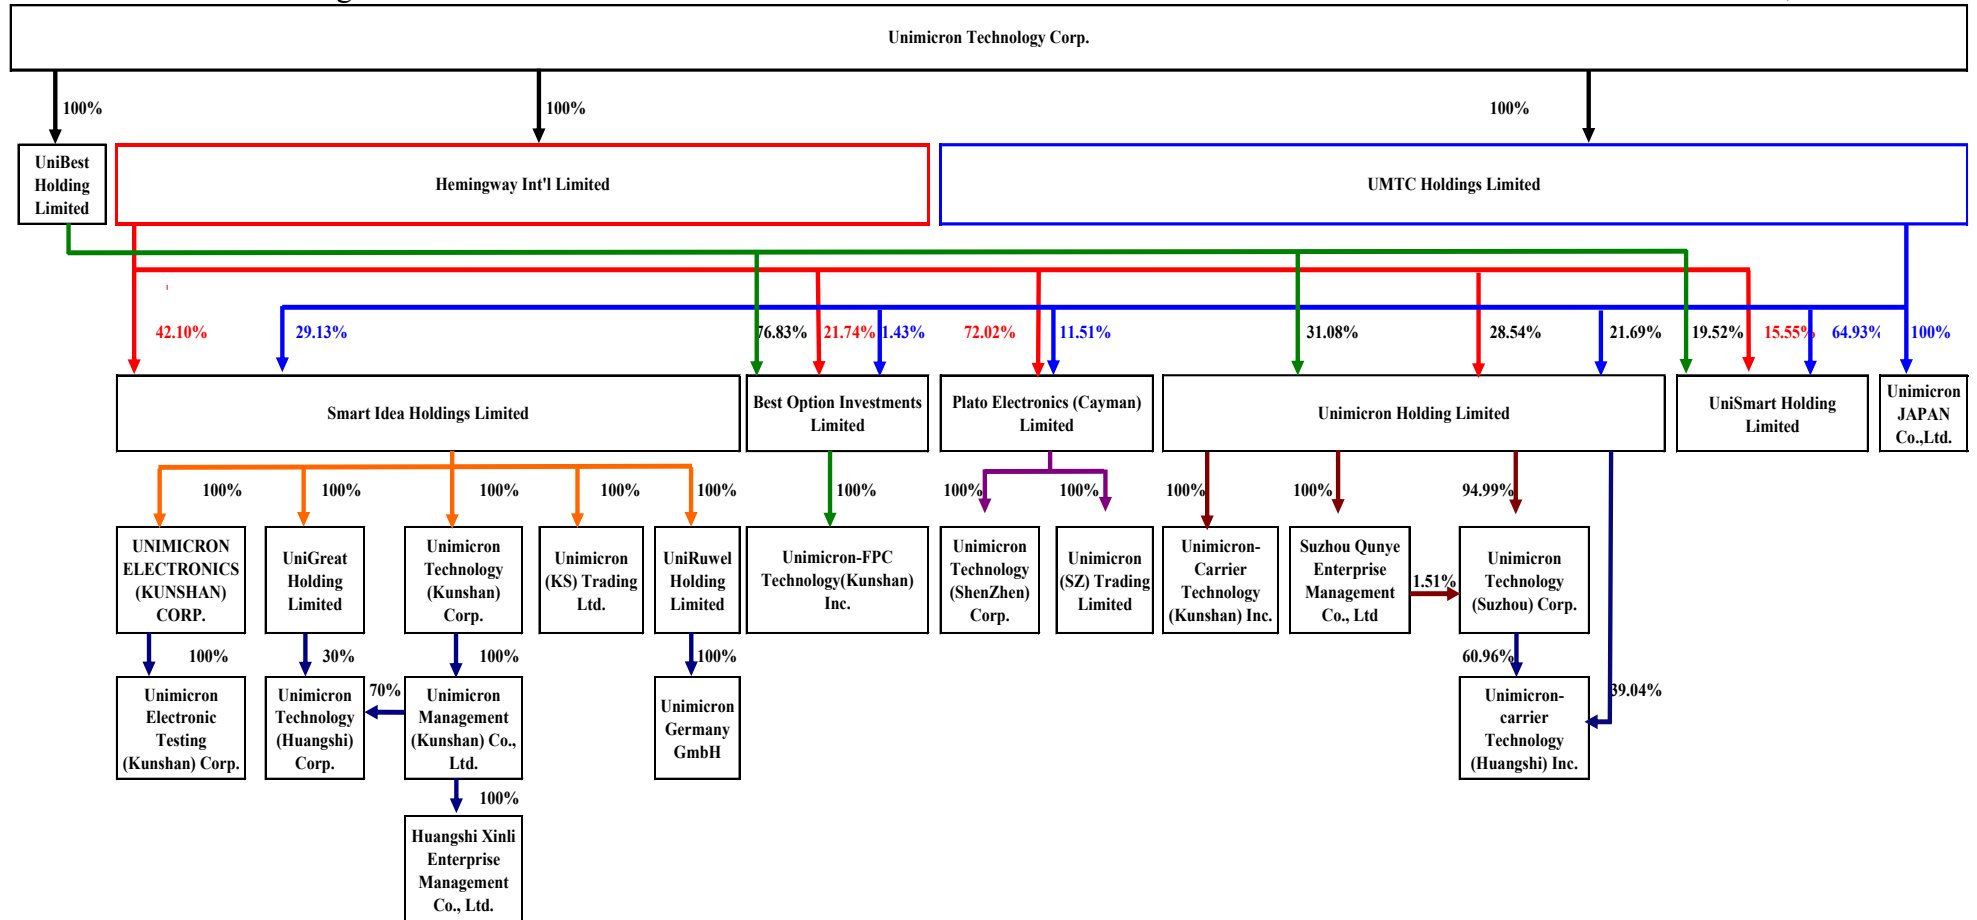 Unimicron Technology Corp.
100%
100%
100%
UniBest
Holding
Limited
Hemingway Int'l Limited
UMTC Holdings Limited
42.10%
29.13%
76.83%
21.74%
1.43%
72.02%
11.51%
31.08%
28.54%
21.69%
19.52%
15.55%
64.93%
100%
Smart Idea Holdings Limited
Best Option Investments
Limited
Plato Electronics (Cayman)
Limited
Unimicron Holding Limited
UniSmart Holding
Limited
Unimicron
JAPAN
Co.,Ltd.
100%
100%
100%
100%
100%
100%
100%
100%
100%
100%
94.99%
UNIMICRON
ELECTRONICS
(KUNSHAN)
CORP.
UniGreat
Holding
Limited
Unimicron
Technology
(Kunshan)
Corp.
Unimicron
(KS) Trading
Ltd.
UniRuwel
Holding
Limited
Unimicron-FPC
Technology(Kunshan)
Inc.
Unimicron
Technology
(ShenZhen)
Corp.
Unimicron
(SZ) Trading
Limited
Unimicron-
Carrier
Technology
(Kunshan) Inc.
Suzhou Qunye
Enterprise
Management
Co., Ltd
1.51%
Unimicron
Technology
(Suzhou) Corp.
100%
30%
100%
100%
60.96%
39.04%
Unimicron
Electronic
Testing
(Kunshan) Corp.
Unimicron
Technology
(Huangshi)
Corp.
70%
Unimicron
Management
(Kunshan) Co.,
Ltd.
Unimicron
Germany
GmbH
Unimicron-
carrier
Technology
(Huangshi) Inc.
100%
Huangshi Xinli
Enterprise
Management
Co., Ltd.